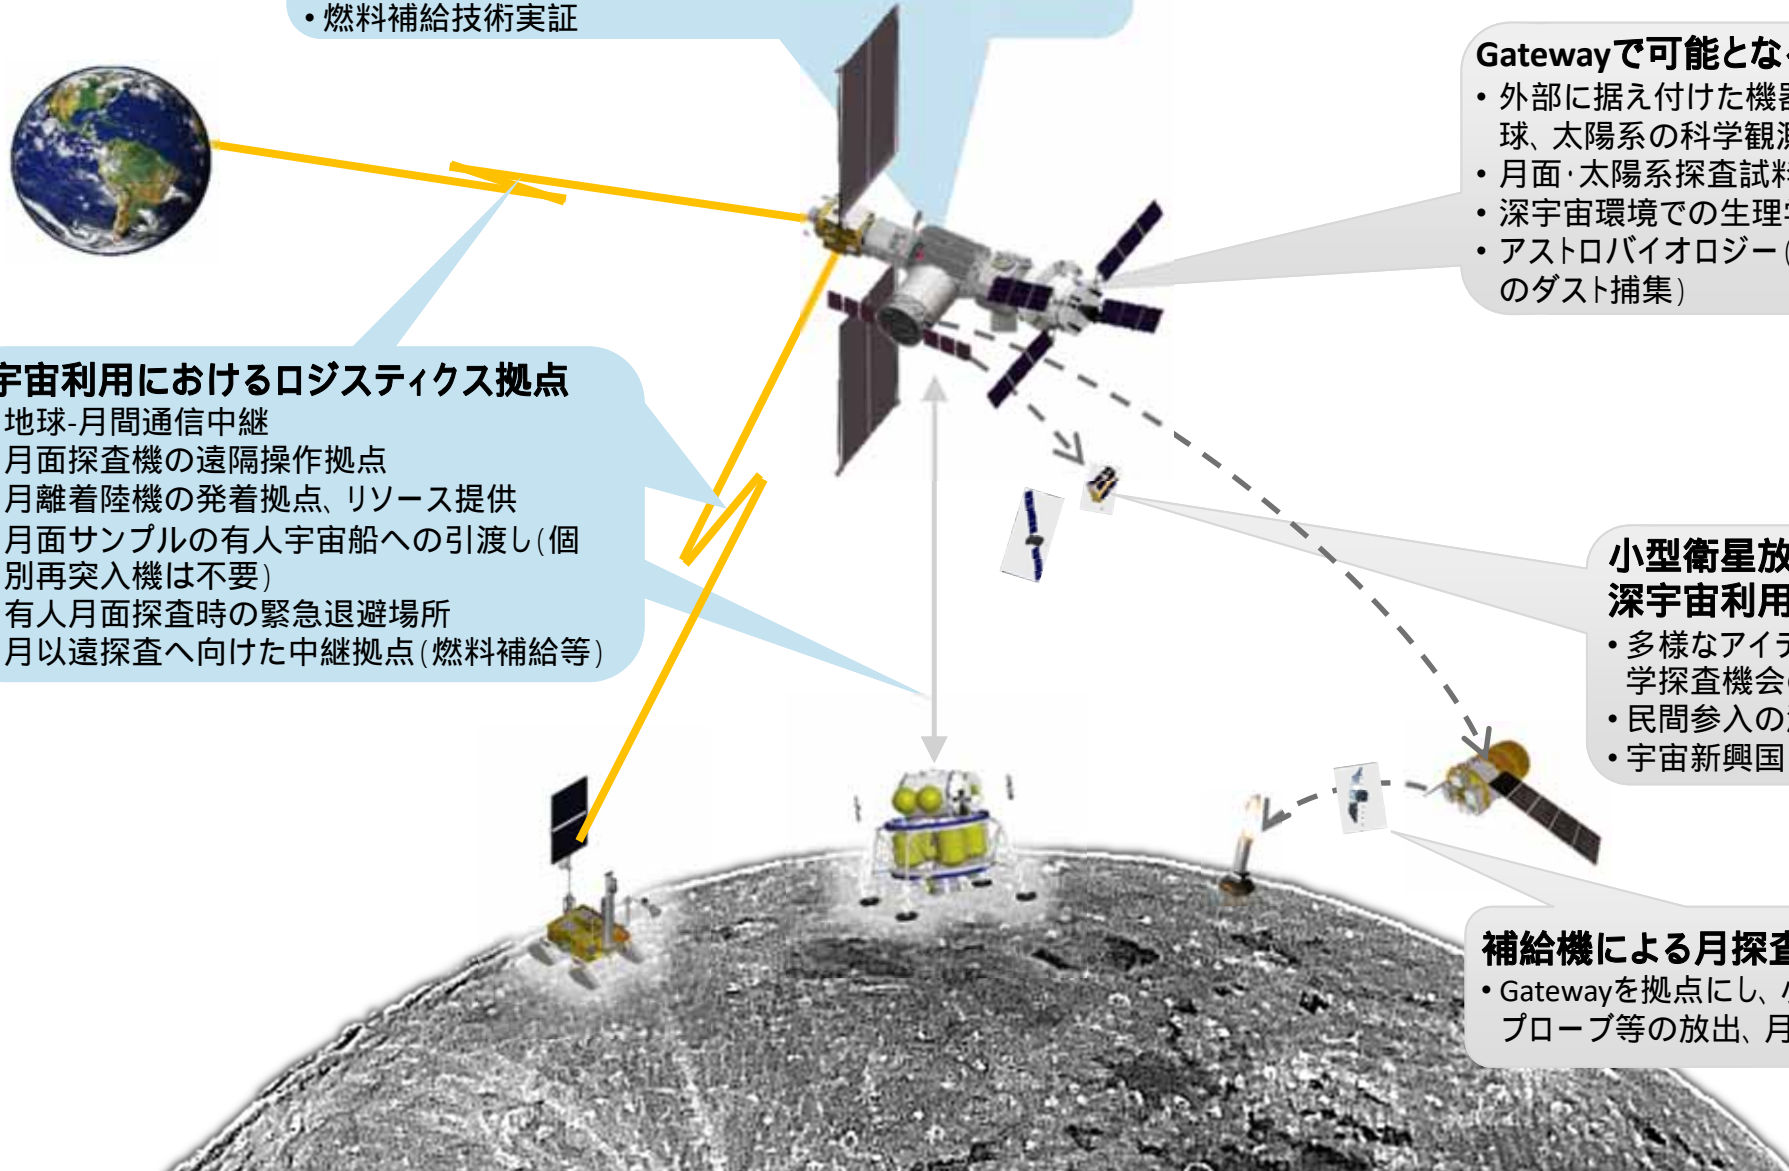 • 燃料補給技術実証
Gatewayで可能とな
• 外部に据え付けた機
球、太陽系の科学観
• 月面・太陽系探査試
• 深宇宙環境での生理
• アストロバイオロジー(
のダスト捕集)
宇宙利用におけるロジスティクス拠点
地球-月間通信中継
月面探査機の遠隔操作拠点
月離着陸機の発着拠点、リソース提供
月面サンプルの有人宇宙船への引渡し(個
別再突入機は不要)
有人月面探査時の緊急退避場所
月以遠探査へ向けた中継拠点(燃料補給等)
小型衛星放
深宇宙利用
• 多様なアイデ
学探査機会
• 民間参入の
• 宇宙新興国
補給機による月探査
• Gatewayを拠点にし、
プローブ等の放出、月